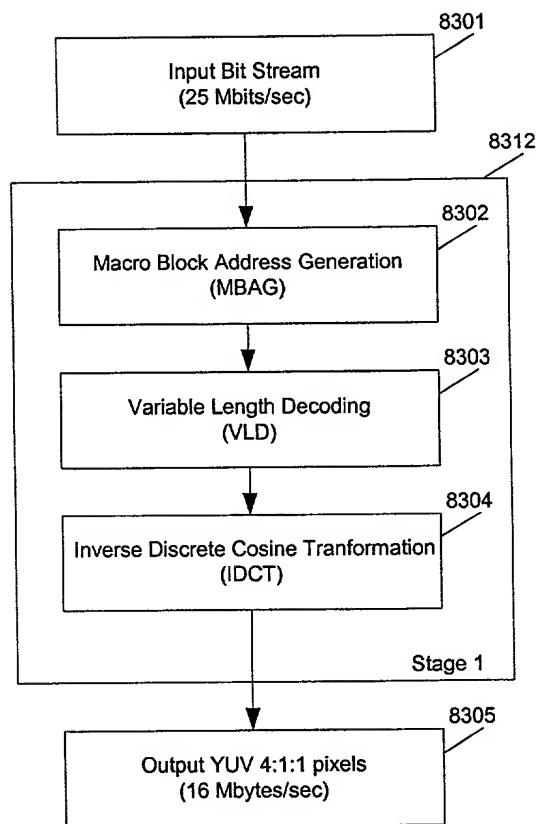 8301
Input Bit Stream
(25 Mbits/sec)
8312
8302
Macro Block Address Generation
(MBAG)
8303
Variable Length Decoding
(VLD)
8304
Inverse Discrete Cosine Tranformation
(IDCT)
Stage 1
8305
Output YUV 4:1:1 pixels
(16 Mbytes/sec)